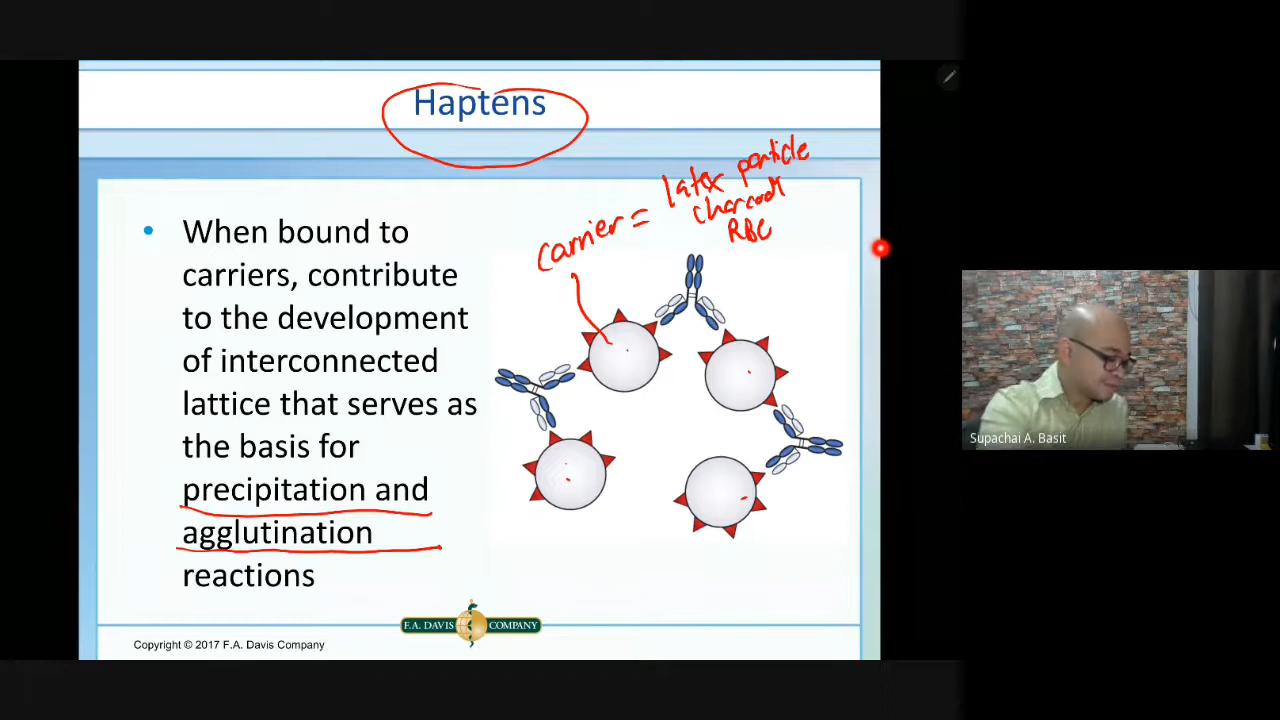 Haptens
latex particle
charcoal
carrier = RBC
When bound to
carriers, contribute
to the development
of interconnected
lattice that serves as
the basis for
precipitation and
agglutination
reactions
F.A. DAVIS COMPANY
Copyright © 2017 F.A. Davis Company
Supachai A. Basit